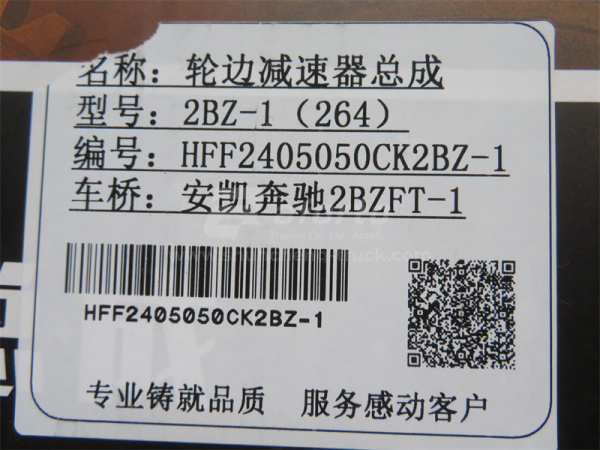 名称：轮边减速器总成
型号：2BZ-1（264）
编号：HFF2405050CK2BZ-1
车桥：安凯奔驰2BZFT-1
HFF2405050CK2BZ-1
专业铸就品质 服务感动客户